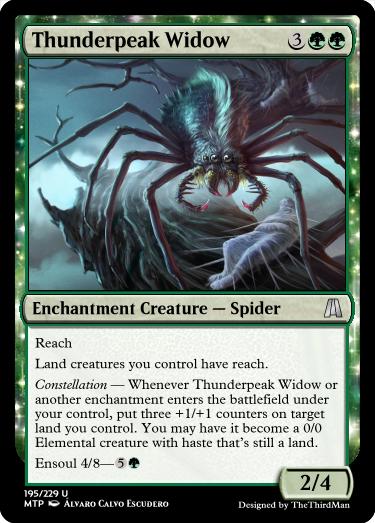 Thunderpeak Widow 3
Enchantment Creature — Spider
Reach
Land creatures you control have reach.
Constellation — Whenever Thunderpeak Widow or
another enchantment enters the battlefield under
your control, put three +1/+1 counters on target
land you control. You may have it become a 0/0
Elemental creature with haste that's still a land.
Ensoul 4/8—5
2/4
195/229 U
MTP Álvaro Calvo Escudero
Designed by TheThirdMan